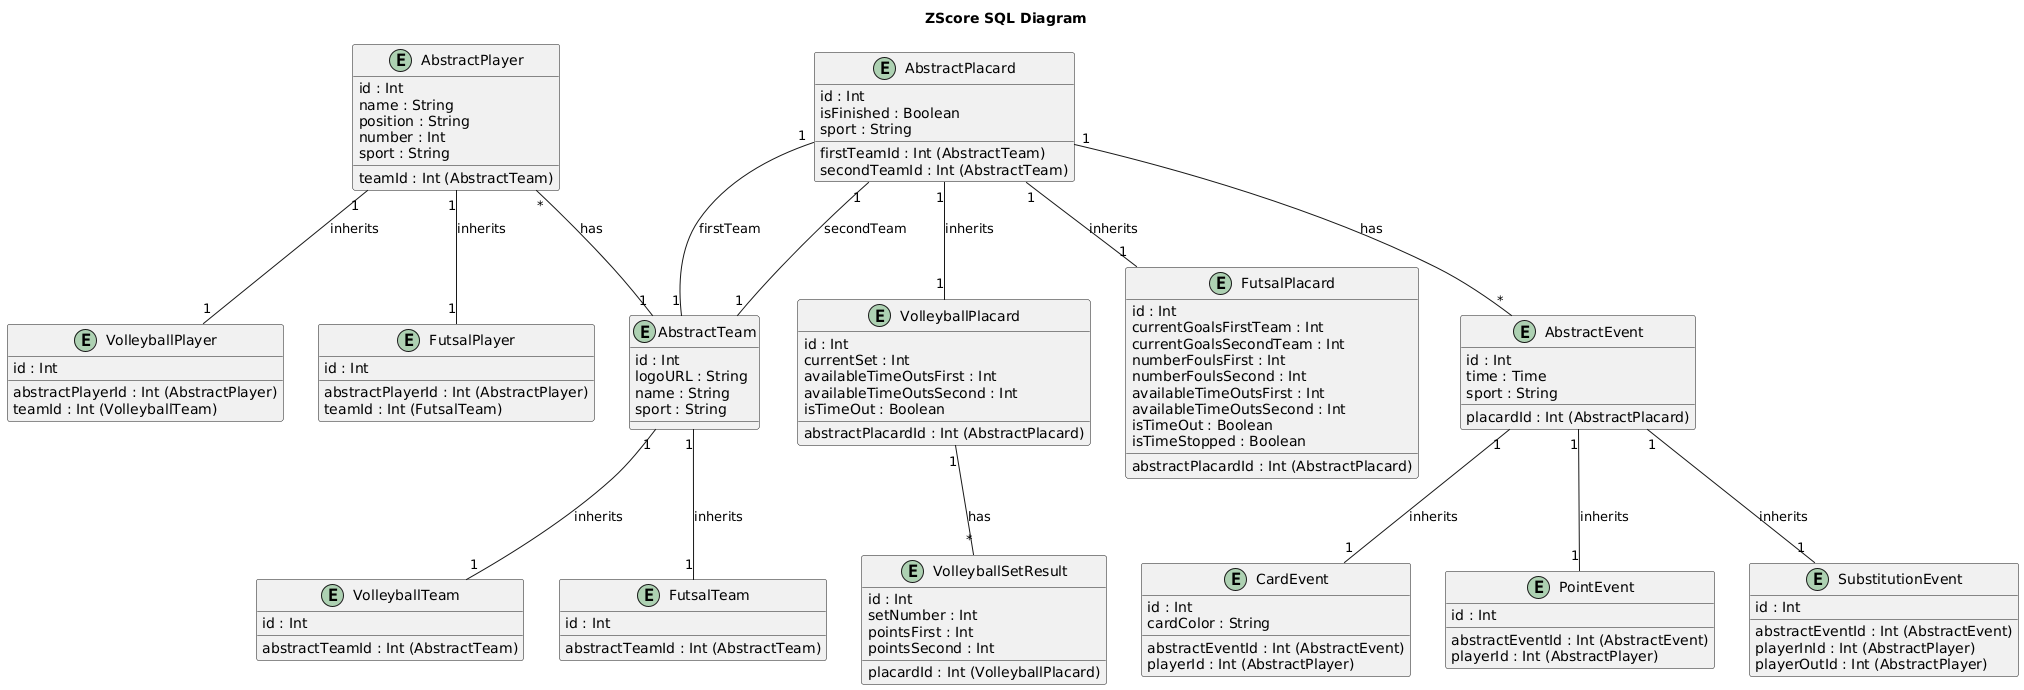 ZScore SQL Diagram
E AbstractPlayer
id : Int
name : String
position : String
number : Int
sport : String
teamId : Int (AbstractTeam)
E AbstractPlacard
id : Int
isFinished : Boolean
sport : String
firstTeamId : Int (AbstractTeam)
secondTeamId : Int (AbstractTeam)
1
1
1
1
*
1
1
1
inherits
inherits
has
firstTeam
secondTeam
inherits
inherits
has
1
1
1
1
1
1
1
*
E VolleyballPlayer
id : Int
abstractPlayerId : Int (AbstractPlayer)
teamId : Int (VolleyballTeam)
E FutsalPlayer
id : Int
abstractPlayerId : Int (AbstractPlayer)
teamId : Int (FutsalTeam)
E AbstractTeam
id : Int
logoURL : String
name : String
sport : String
E VolleyballPlacard
id : Int
currentSet : Int
availableTimeOutsFirst : Int
availableTimeOutsSecond : Int
isTimeOut : Boolean
abstractPlacardId : Int (AbstractPlacard)
E FutsalPlacard
id : Int
currentGoalsFirstTeam : Int
currentGoalsSecondTeam : Int
numberFoulsFirst : Int
numberFoulsSecond : Int
availableTimeOutsFirst : Int
availableTimeOutsSecond : Int
isTimeOut : Boolean
isTimeStopped : Boolean
abstractPlacardId : Int (AbstractPlacard)
E AbstractEvent
id : Int
time : Time
sport : String
placardId : Int (AbstractPlacard)
1
1
1
1
1
1
inherits
inherits
has
inherits
inherits
inherits
1
1
*
1
1
1
E VolleyballTeam
id : Int
abstractTeamId : Int (AbstractTeam)
E FutsalTeam
id : Int
abstractTeamId : Int (AbstractTeam)
E VolleyballSetResult
id : Int
setNumber : Int
pointsFirst : Int
pointsSecond : Int
placardId : Int (VolleyballPlacard)
E CardEvent
id : Int
cardColor : String
abstractEventId : Int (AbstractEvent)
playerId : Int (AbstractPlayer)
E PointEvent
id : Int
abstractEventId : Int (AbstractEvent)
playerId : Int (AbstractPlayer)
E SubstitutionEvent
id : Int
abstractEventId : Int (AbstractEvent)
playerInId : Int (AbstractPlayer)
playerOutId : Int (AbstractPlayer)